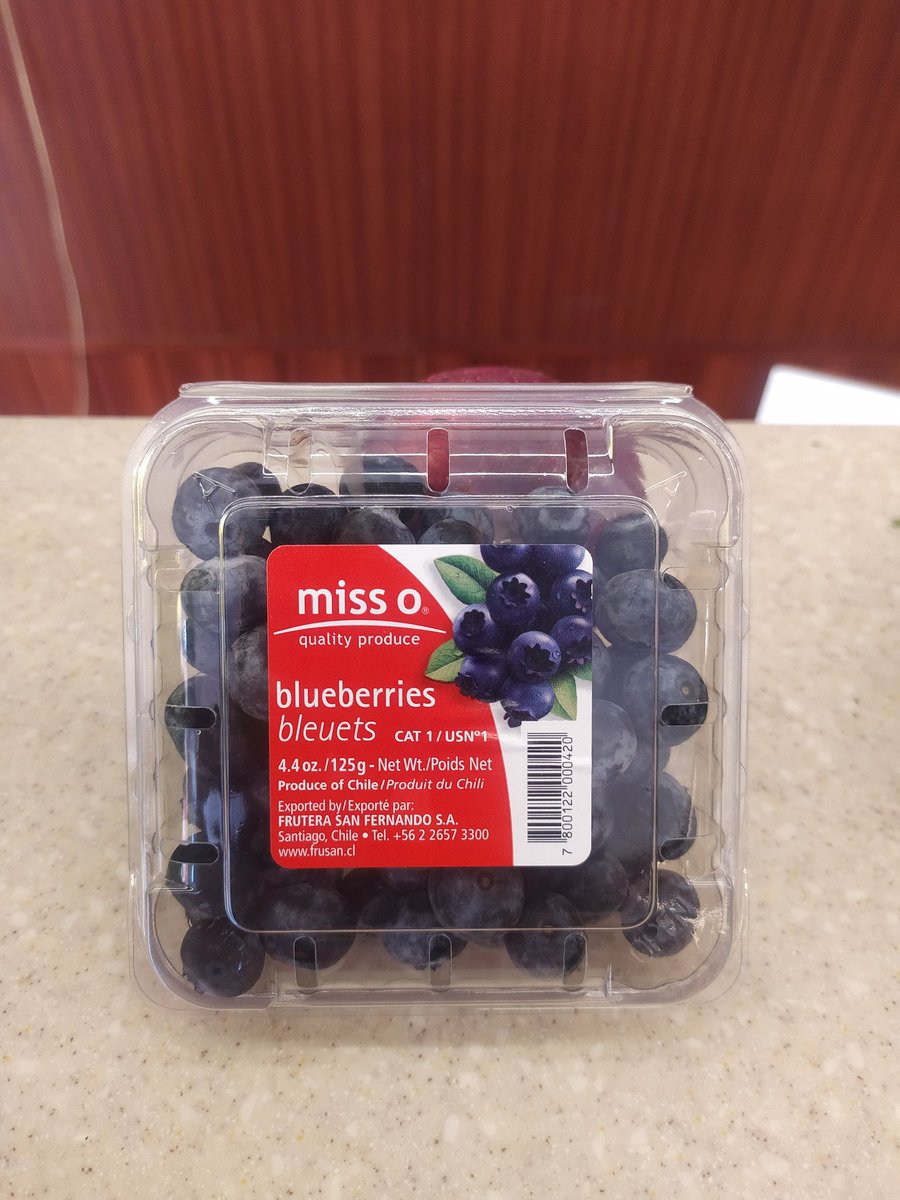 miss o®
quality produce
blueberries
bleuets CAT 1 / USNº1
4.4 oz. /125g - Net Wt./Poids Net
Produce of Chile/Produit du Chili
Exported by/Exporté par:
FRUTERA SAN FERNANDO S.A.
Santiago, Chile • Tel. +56 2 2657 3300
www.frusan.cl
7 800122 000420